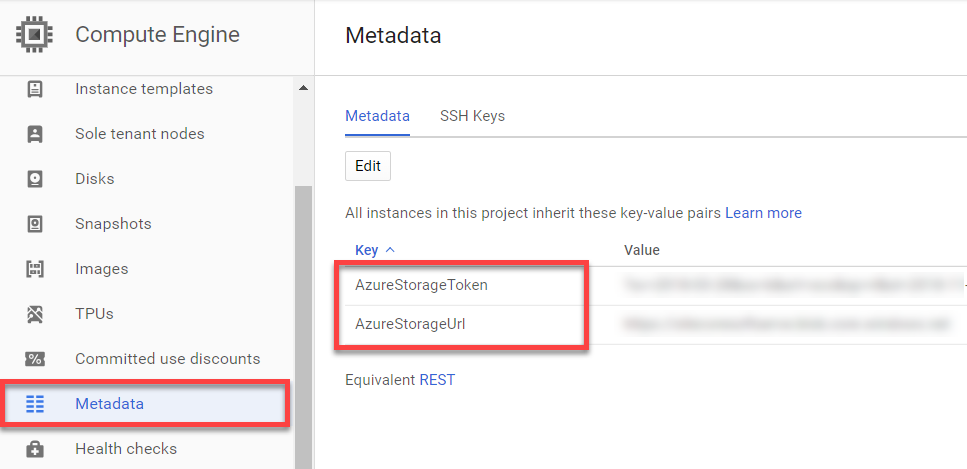 Compute Engine
Metadata
Instance templates
Sole tenant nodes
Disks
Snapshots
Images
TPUs
Committed use discounts
Metadata
Health checks
Metadata SSH Keys
Edit
All instances in this project inherit these key-value pairs Learn more
Key Value
AzureStorageToken
AzureStorageUrl
Equivalent REST